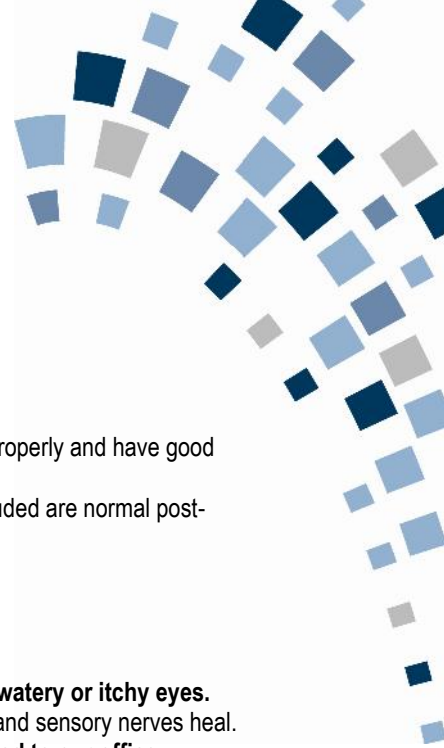 roperly and have good
uded are normal post-
watery or itchy eyes.
and sensory nerves heal.